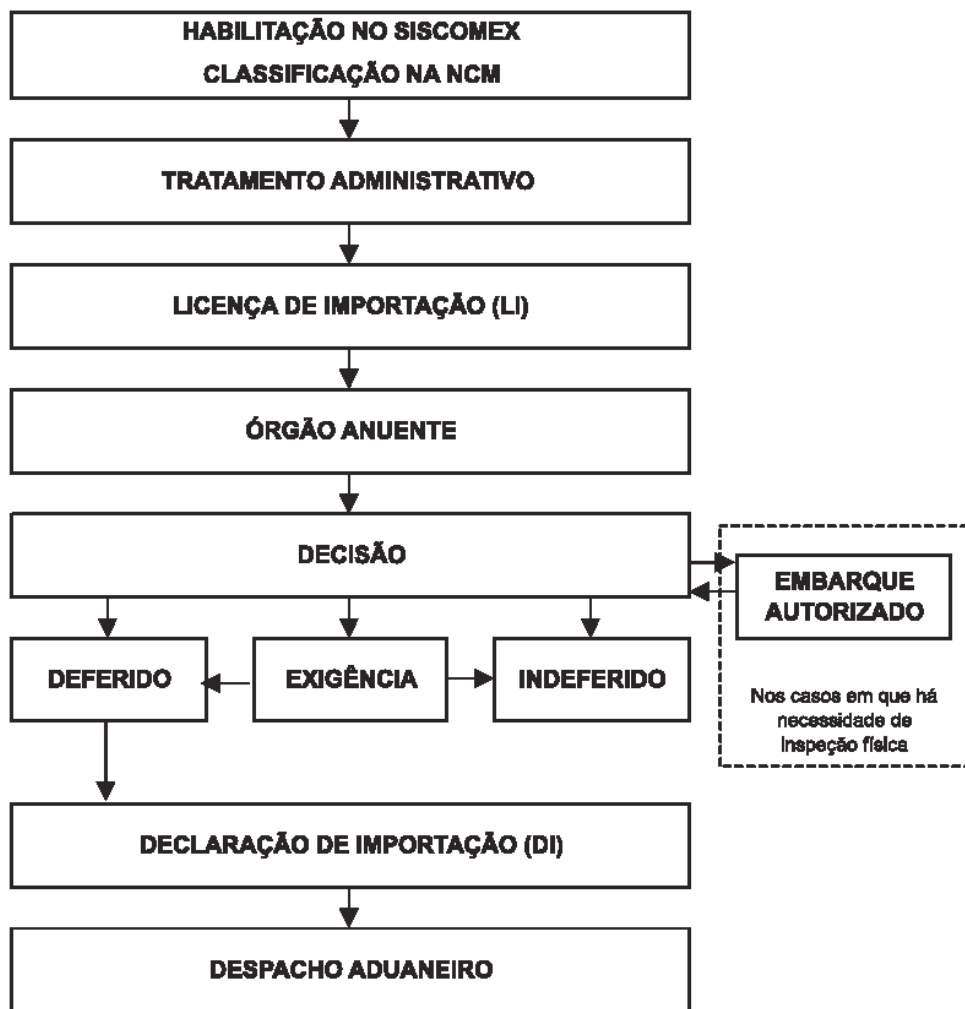 HABILITAÇÃO NO SISCOMEX
CLASSIFICAÇÃO NA NCM
TRATAMENTO ADMINISTRATIVO
LICENÇA DE IMPORTAÇÃO (LI)
ÓRGÃO ANUENTE
DECISÃO
EMBARQUE
AUTORIZADO
DEFERIDO
EXIGÊNCIA
INDEFERIDO
Nos casos em que há
necessidade de
inspeção física
DECLARAÇÃO DE IMPORTAÇÃO (DI)
DESPACHO ADUANEIRO